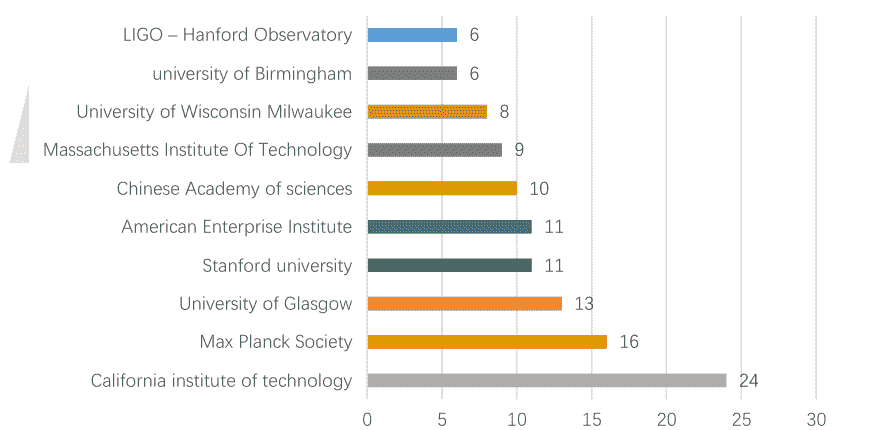 LIGO – Hanford Observatory 6
university of Birmingham 6
University of Wisconsin Milwaukee 8
Massachusetts Institute Of Technology 9
Chinese Academy of sciences 10
American Enterprise Institute 11
Stanford university 11
University of Glasgow 13
Max Planck Society 16
California institute of technology 24
0 5 10 15 20 25 30